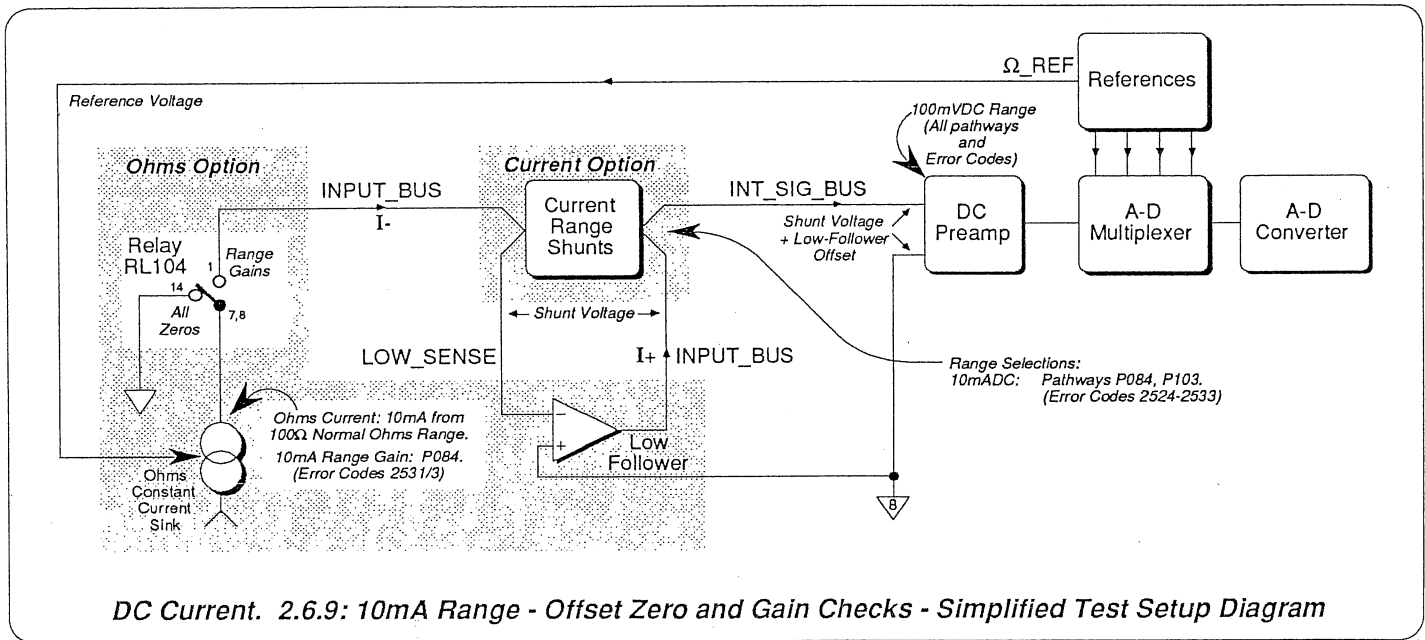 Ω_REF
References
Reference Voltage
100mVDC Range
(All pathways
and
Error Codes)
Ohms Option
Current Option
INPUT_BUS
I-
Current
Range
Shunts
INT_SIG_BUS
Shunt Voltage
+ Low-Follower
Offset
DC
Preamp
A-D
Multiplexer
A-D
Converter
Relay
RL104
1
Range
Gains
14
All
Zeros
7,8
Shunt Voltage
LOW_SENSE
I+ INPUT_BUS
Range Selections:
10mADC: Pathways P084, P103.
(Error Codes 2524-2533)
Ohms Current: 10mA from
100Ω Normal Ohms Range.
10mA Range Gain: P084.
(Error Codes 2531/3)
Ohms
Constant
Current
Sink
−
+
Low
Follower
8
DC Current. 2.6.9: 10mA Range - Offset Zero and Gain Checks - Simplified Test Setup Diagram